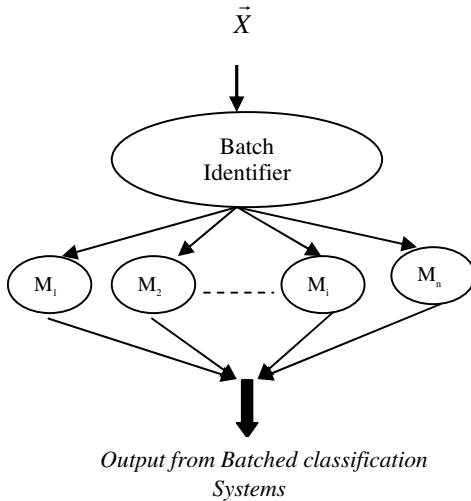 X⃗
Batch
Identifier
M₁ M₂ Mᵢ Mₙ
Output from Batched classification
Systems